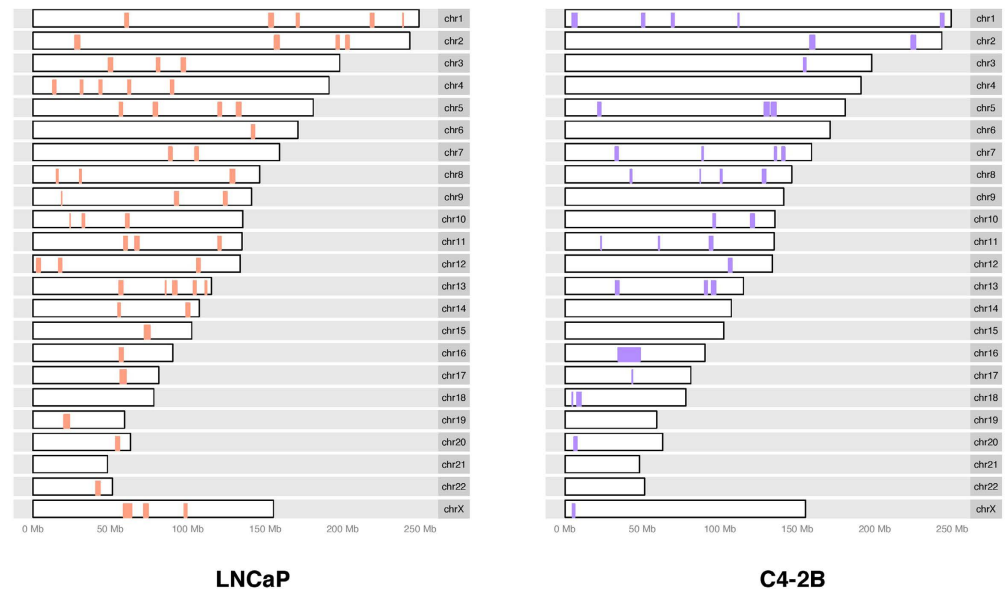 chr1
chr2
chr3
chr4
chr5
chr6
chr7
chr8
chr9
chr10
chr11
chr12
chr13
chr14
chr15
chr16
chr17
chr18
chr19
chr20
chr21
chr22
chrX
0 Mb 50 Mb 100 Mb 150 Mb 200 Mb 250 Mb
LNCaP
chr1
chr2
chr3
chr4
chr5
chr6
chr7
chr8
chr9
chr10
chr11
chr12
chr13
chr14
chr15
chr16
chr17
chr18
chr19
chr20
chr21
chr22
chrX
0 Mb 50 Mb 100 Mb 150 Mb 200 Mb 250 Mb
C4-2B